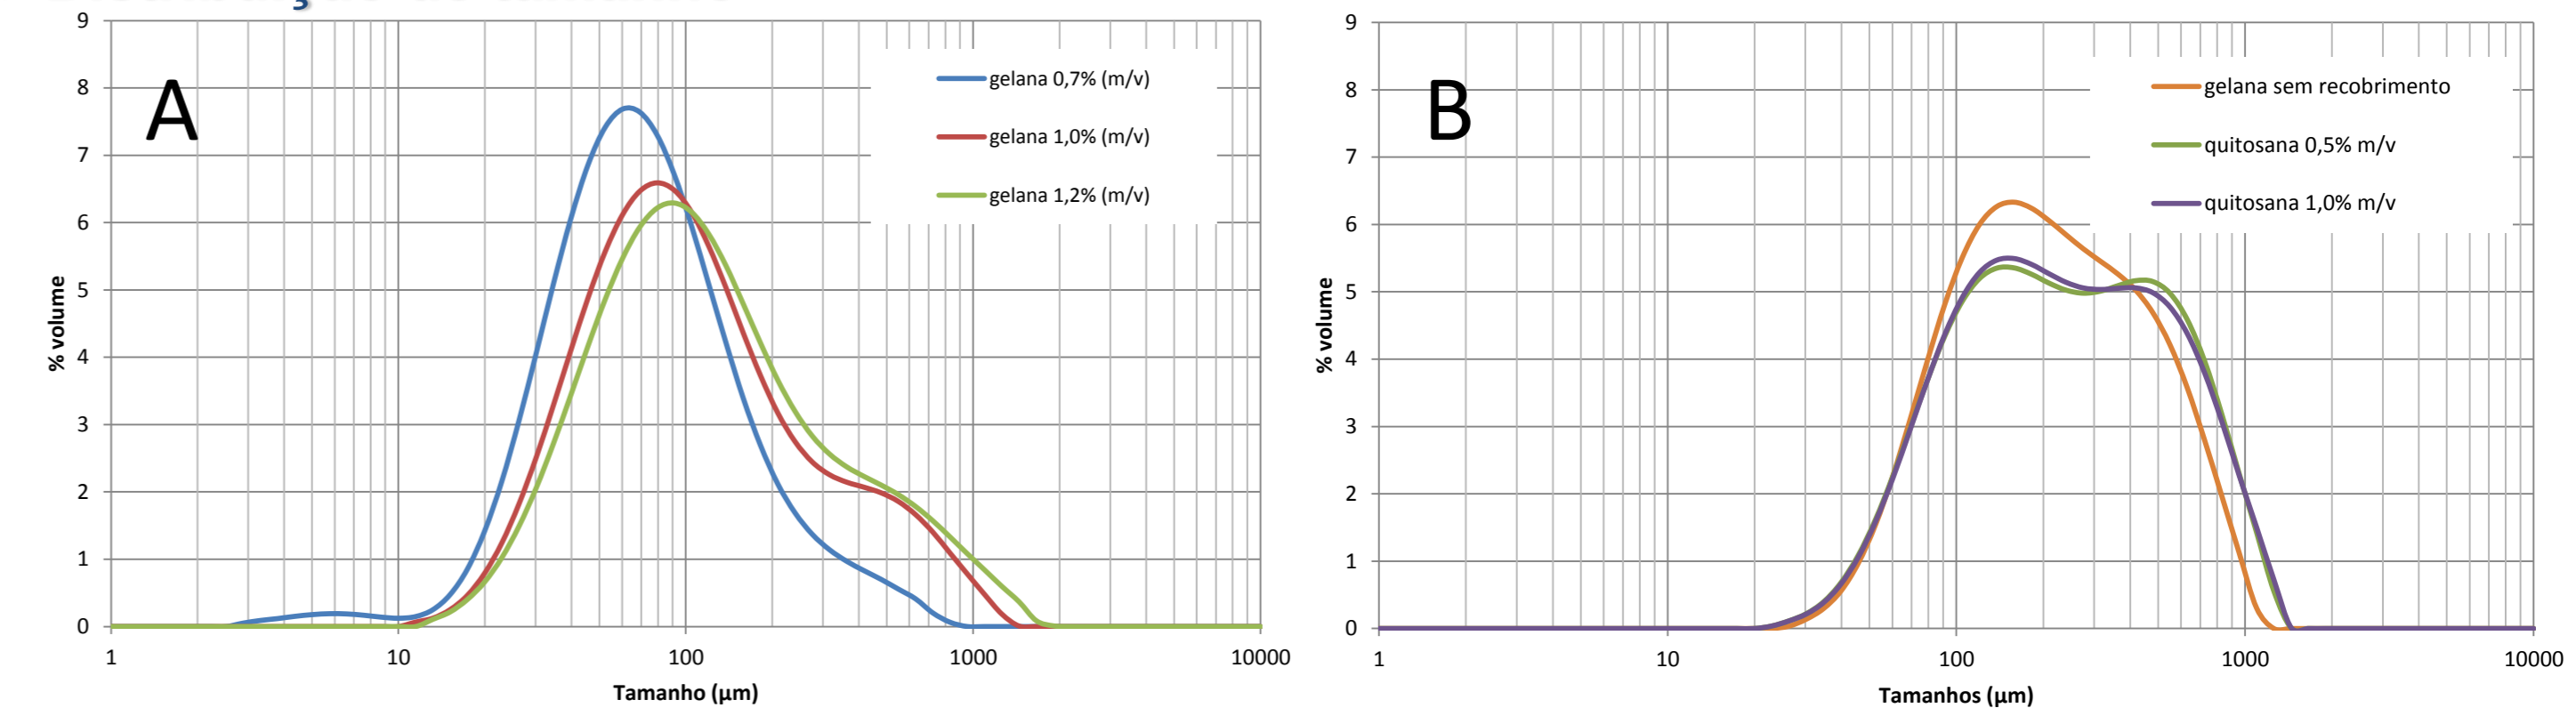 A
9
8
7
6
5
4
3
2
1
0
% volume
gelana 0,7% (m/v)
gelana 1,0% (m/v)
gelana 1,2% (m/v)
1 10 100 1000 10000
Tamanho (µm)
B
9
8
7
6
5
4
3
2
1
0
% volume
gelana sem recobrimento
quitosana 0,5% m/v
quitosana 1,0% m/v
1 10 100 1000 10000
Tamanhos (µm)